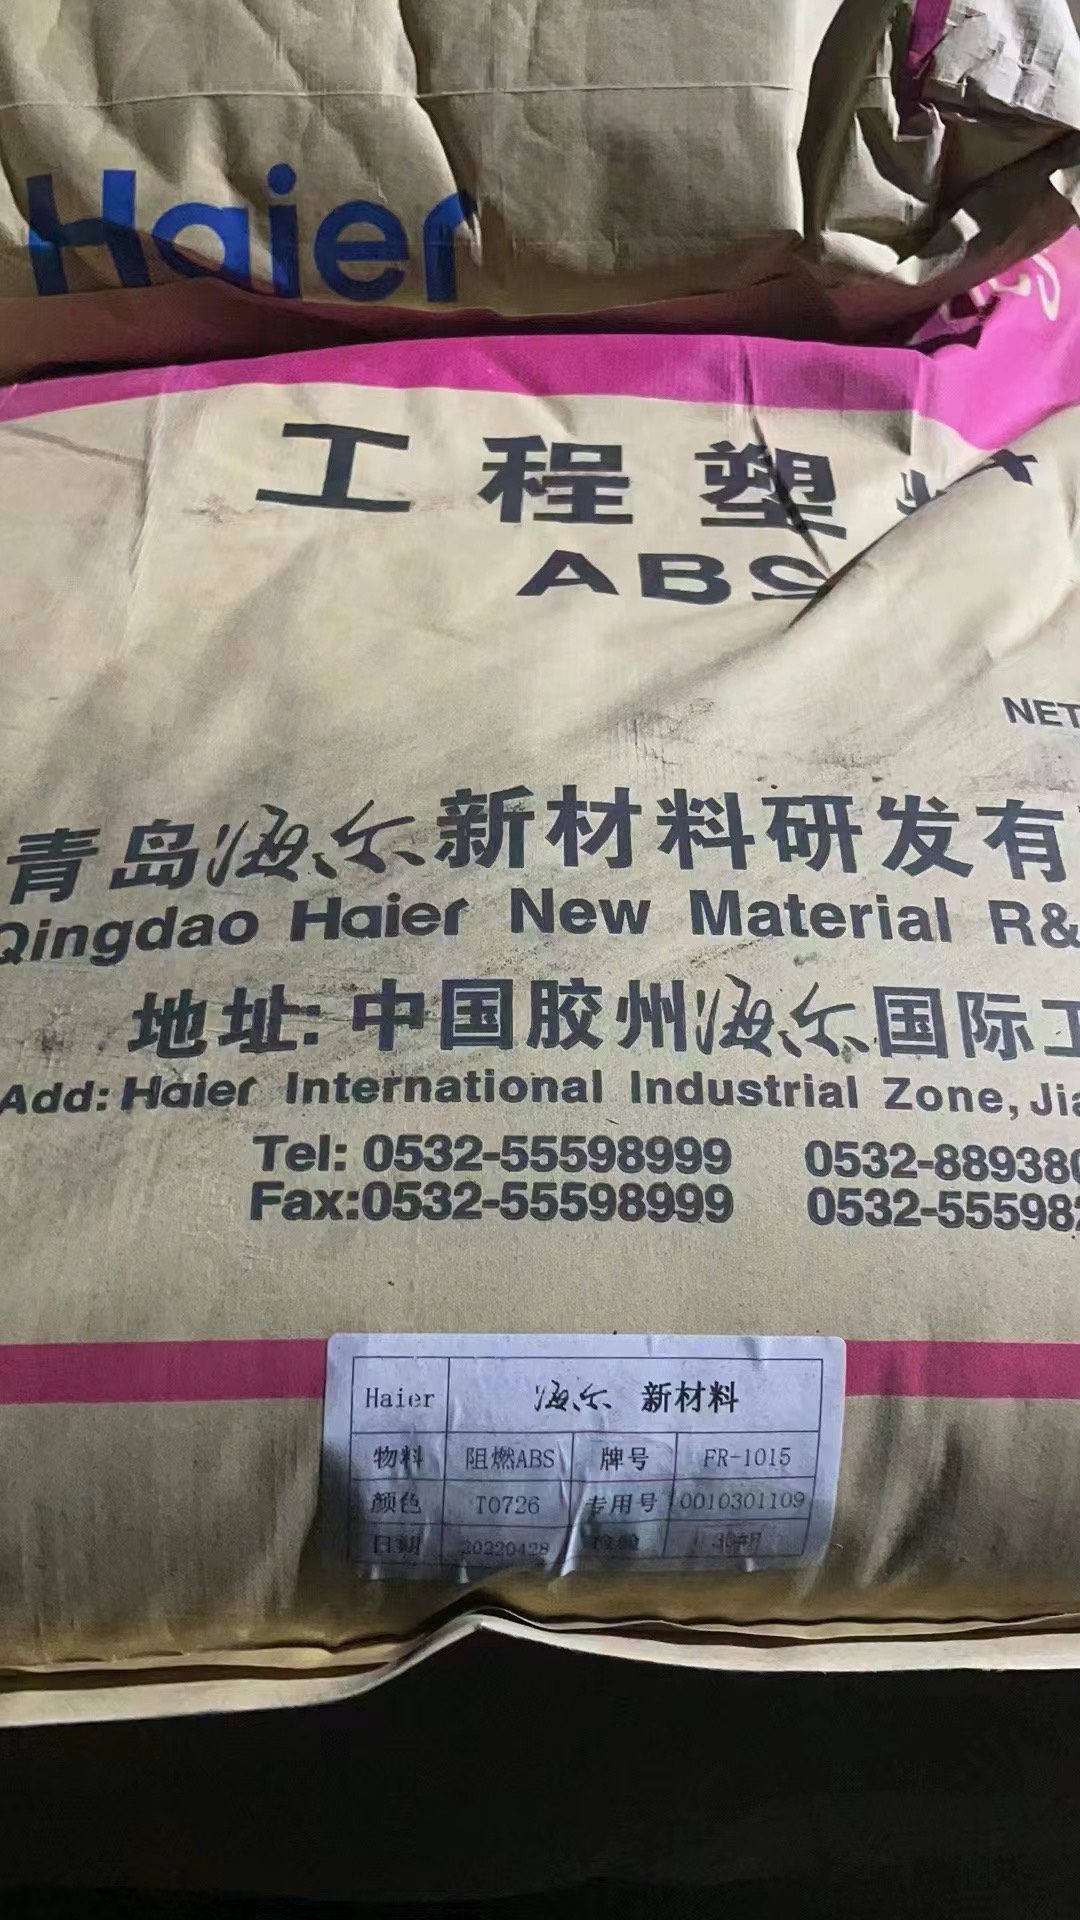 Haier
工程塑料
ABS
NET
青岛海尔新材料研发有
Qingdao Haier New Material R&
地址:中国胶州海尔国际工
Add: Haier International Industrial Zone, Jia
Tel: 0532-55598999 0532-889380
Fax:0532-55598999 0532-555982
Haier 海尔 新材料
物料 阻燃ABS 牌号 FR-1015
颜色 T0726 专用号 0010301109
日期 20220428